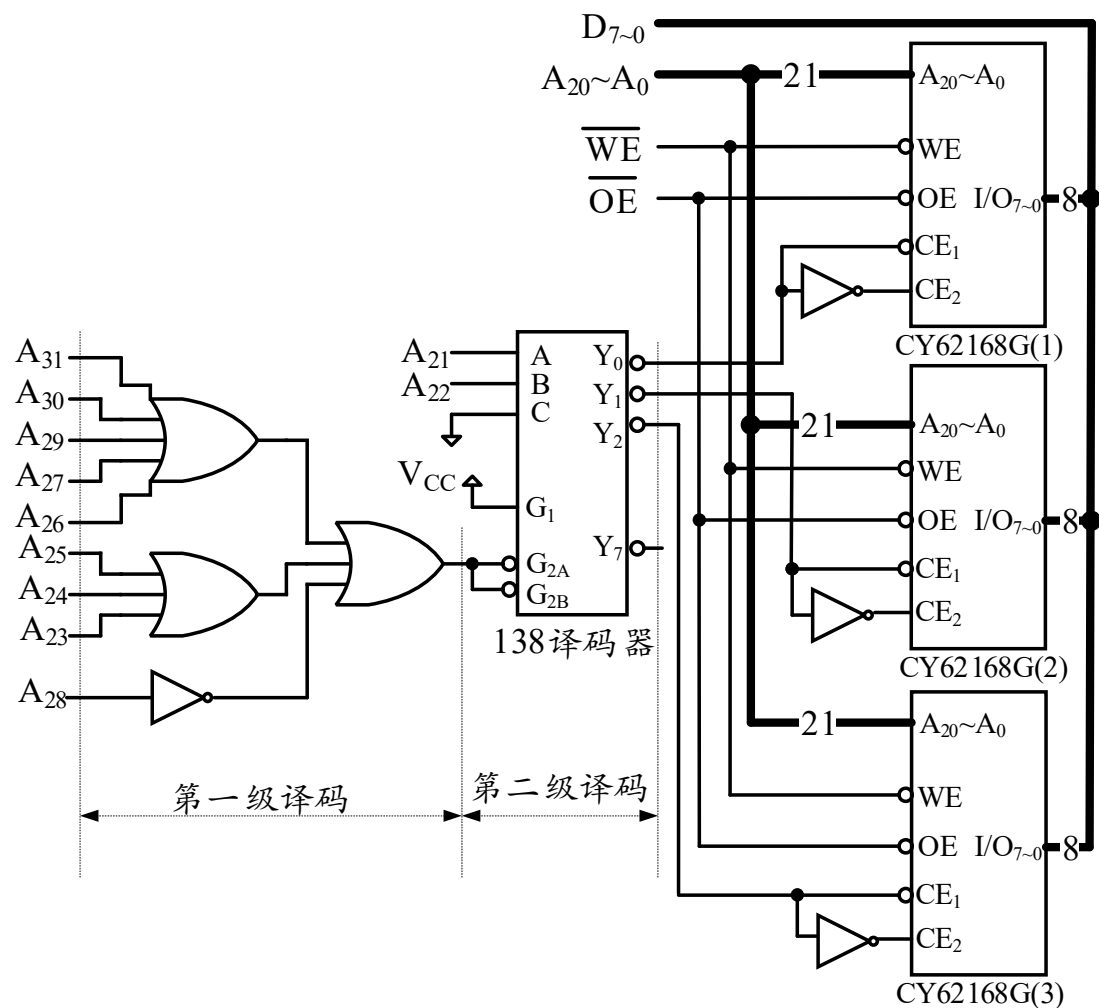 D₇~₀
A₂₀~A₀
W̅E̅
O̅E̅
21
A₂₀~A₀
WE
OE I/O₇~₀
8
CE₁
CE₂
CY62168G(1)
A₃₁
A₃₀
A₂₉
A₂₇
A₂₆
A₂₅
A₂₄
A₂₃
A₂₈
A₂₁
A₂₂
V_CC
A
B
C
G₁
G₂A
G₂B
Y₀
Y₁
Y₂
Y₇
138译码器
21
A₂₀~A₀
WE
OE I/O₇~₀
8
CE₁
CE₂
CY62168G(2)
21
A₂₀~A₀
WE
OE I/O₇~₀
8
CE₁
CE₂
CY62168G(3)
第一级译码
第二级译码